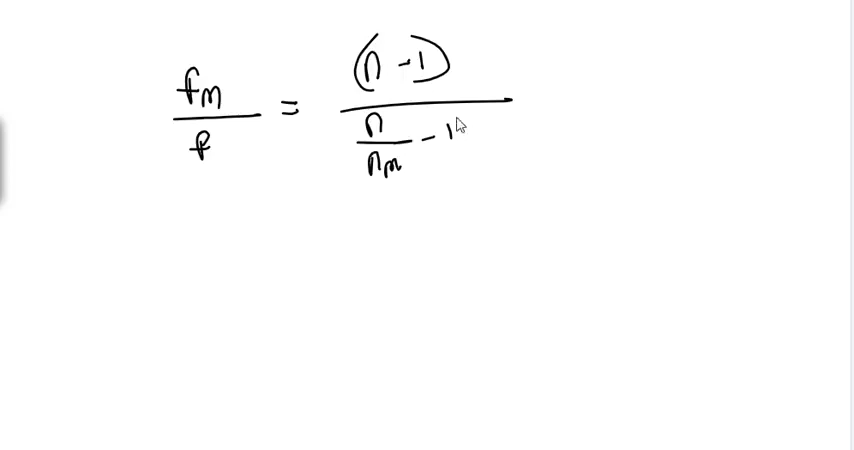 fm/f = (n-1)/(n/nm - 1)